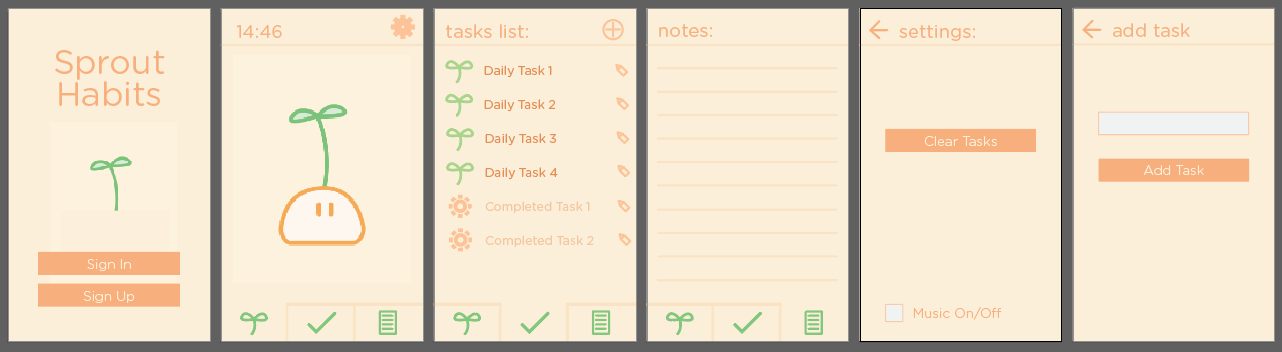 Sprout
Habits
Sign In
Sign Up
14:46
tasks list:
Daily Task 1
Daily Task 2
Daily Task 3
Daily Task 4
Completed Task 1
Completed Task 2
notes:
settings:
Clear Tasks
Music On/Off
add task
Add Task